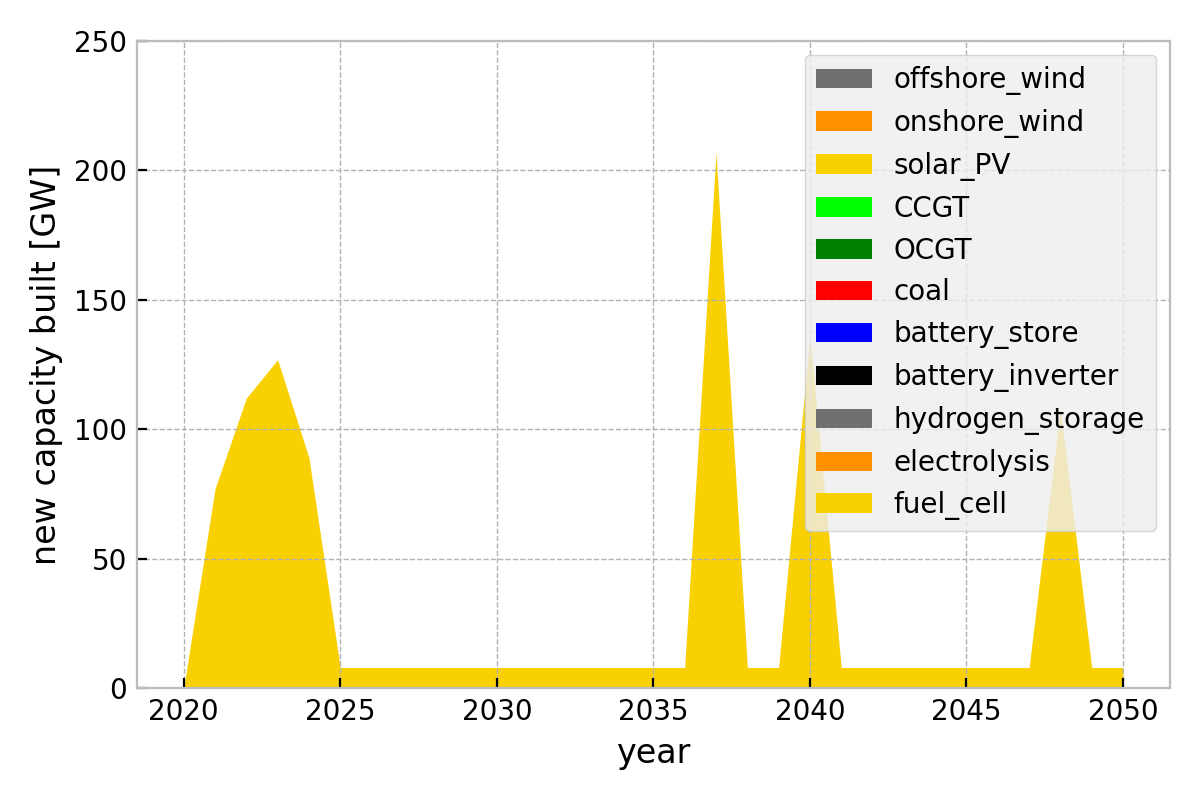 250
200
150
100
50
0
new capacity built [GW]
offshore_wind
onshore_wind
solar_PV
CCGT
OCGT
coal
battery_store
battery_inverter
hydrogen_storage
electrolysis
fuel_cell
2020 2025 2030 2035 2040 2045 2050
year